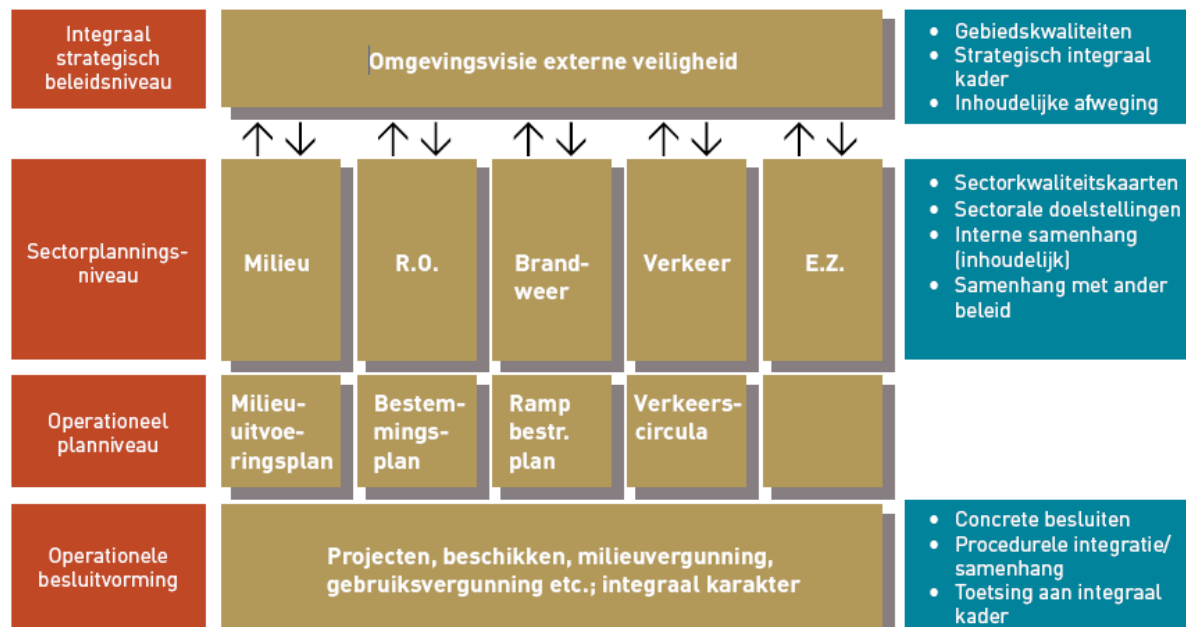 Integraal
strategisch
beleidsniveau
Omgevingsvisie externe veiligheid
• Gebiedskwaliteiten
• Strategisch integraal
kader
• Inhoudelijke afweging
Sectorplannings-
niveau
Milieu
R.O.
Brand-
weer
Verkeer
E.Z.
• Sectorkwaliteitskaarten
• Sectorale doelstellingen
• Interne samenhang
(inhoudelijk)
• Samenhang met ander
beleid
Operationeel
planniveau
Milieu-
uitvoe-
ringsplan
Bestem-
mings-
plan
Ramp
bestr.
plan
Verkeers-
circula
Operationele
besluitvorming
Projecten, beschikken, milieuvergunning,
gebruiksvergunning etc.; integraal karakter
• Concrete besluiten
• Procedurele integratie/
samenhang
• Toetsing aan integraal
kader